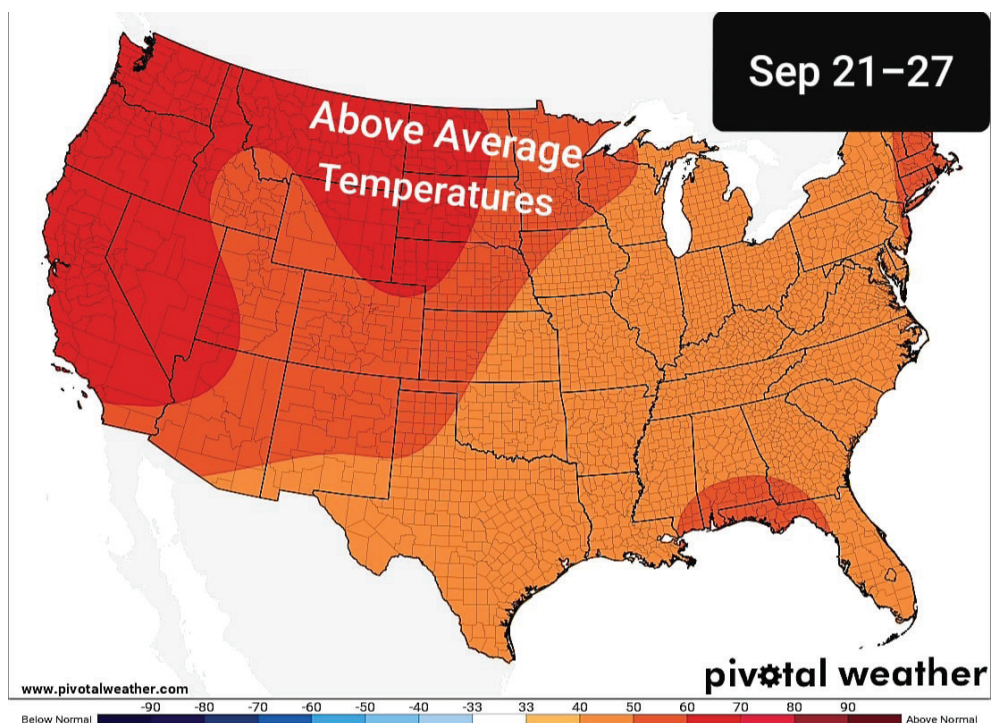 Sep 21–27
Above Average
Temperatures
www.pivotalweather.com
pivotal weather
Below Normal -90 -80 -70 -60 -50 -40 -33 33 40 50 60 70 80 90 Above Normal